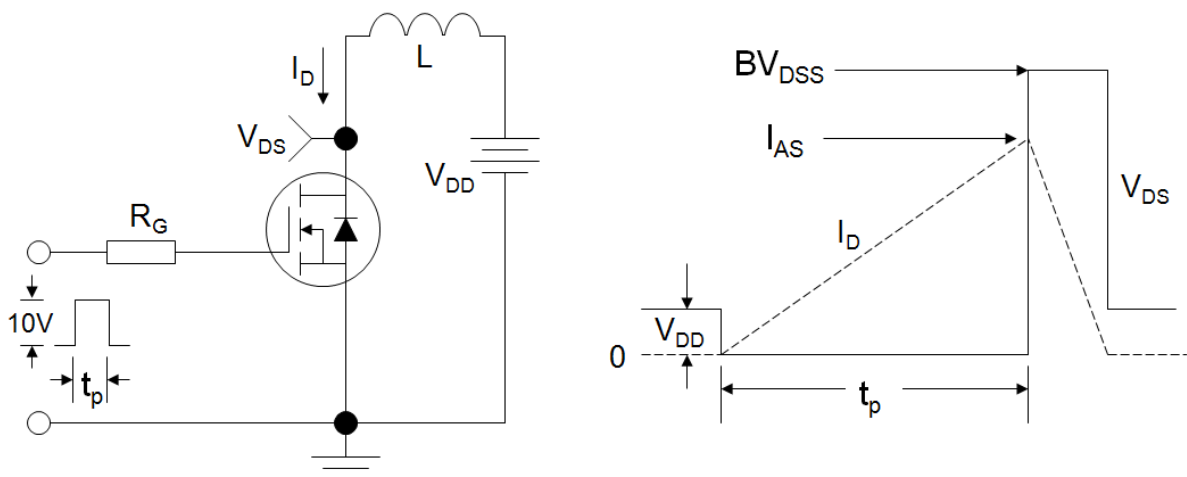 I_D
L
V_DS
V_DD
R_G
10V
t_p
BV_DSS
I_AS
V_DS
I_D
V_DD
0
t_p